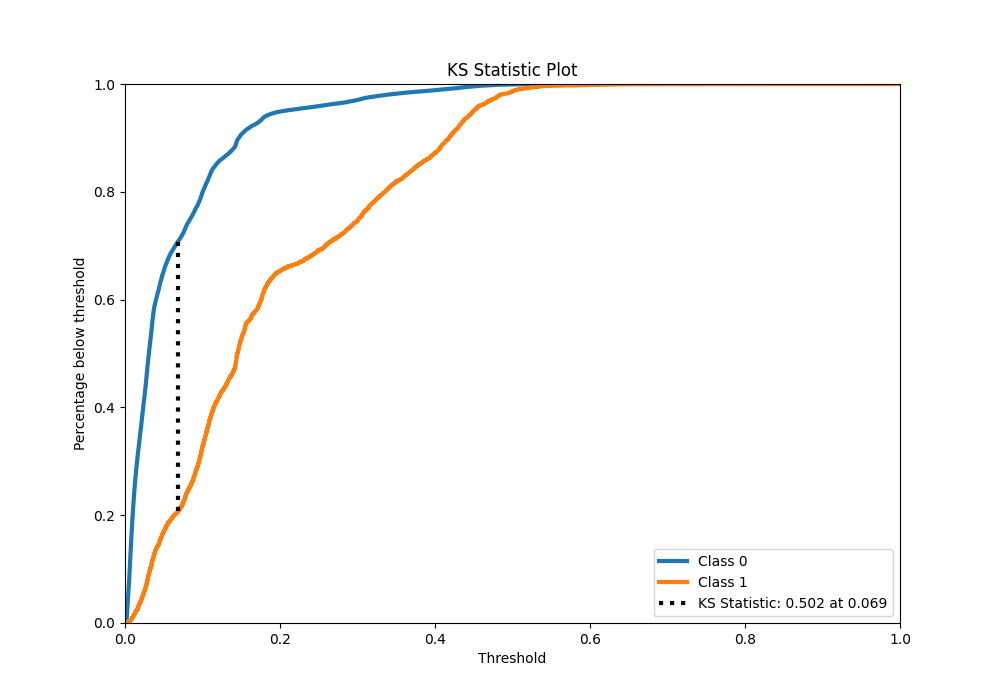 KS Statistic Plot
1.0
0.8
0.6
0.4
0.2
0.0
Percentage below threshold
0.0 0.2 0.4 0.6 0.8 1.0
Threshold
Class 0
Class 1
KS Statistic: 0.502 at 0.069